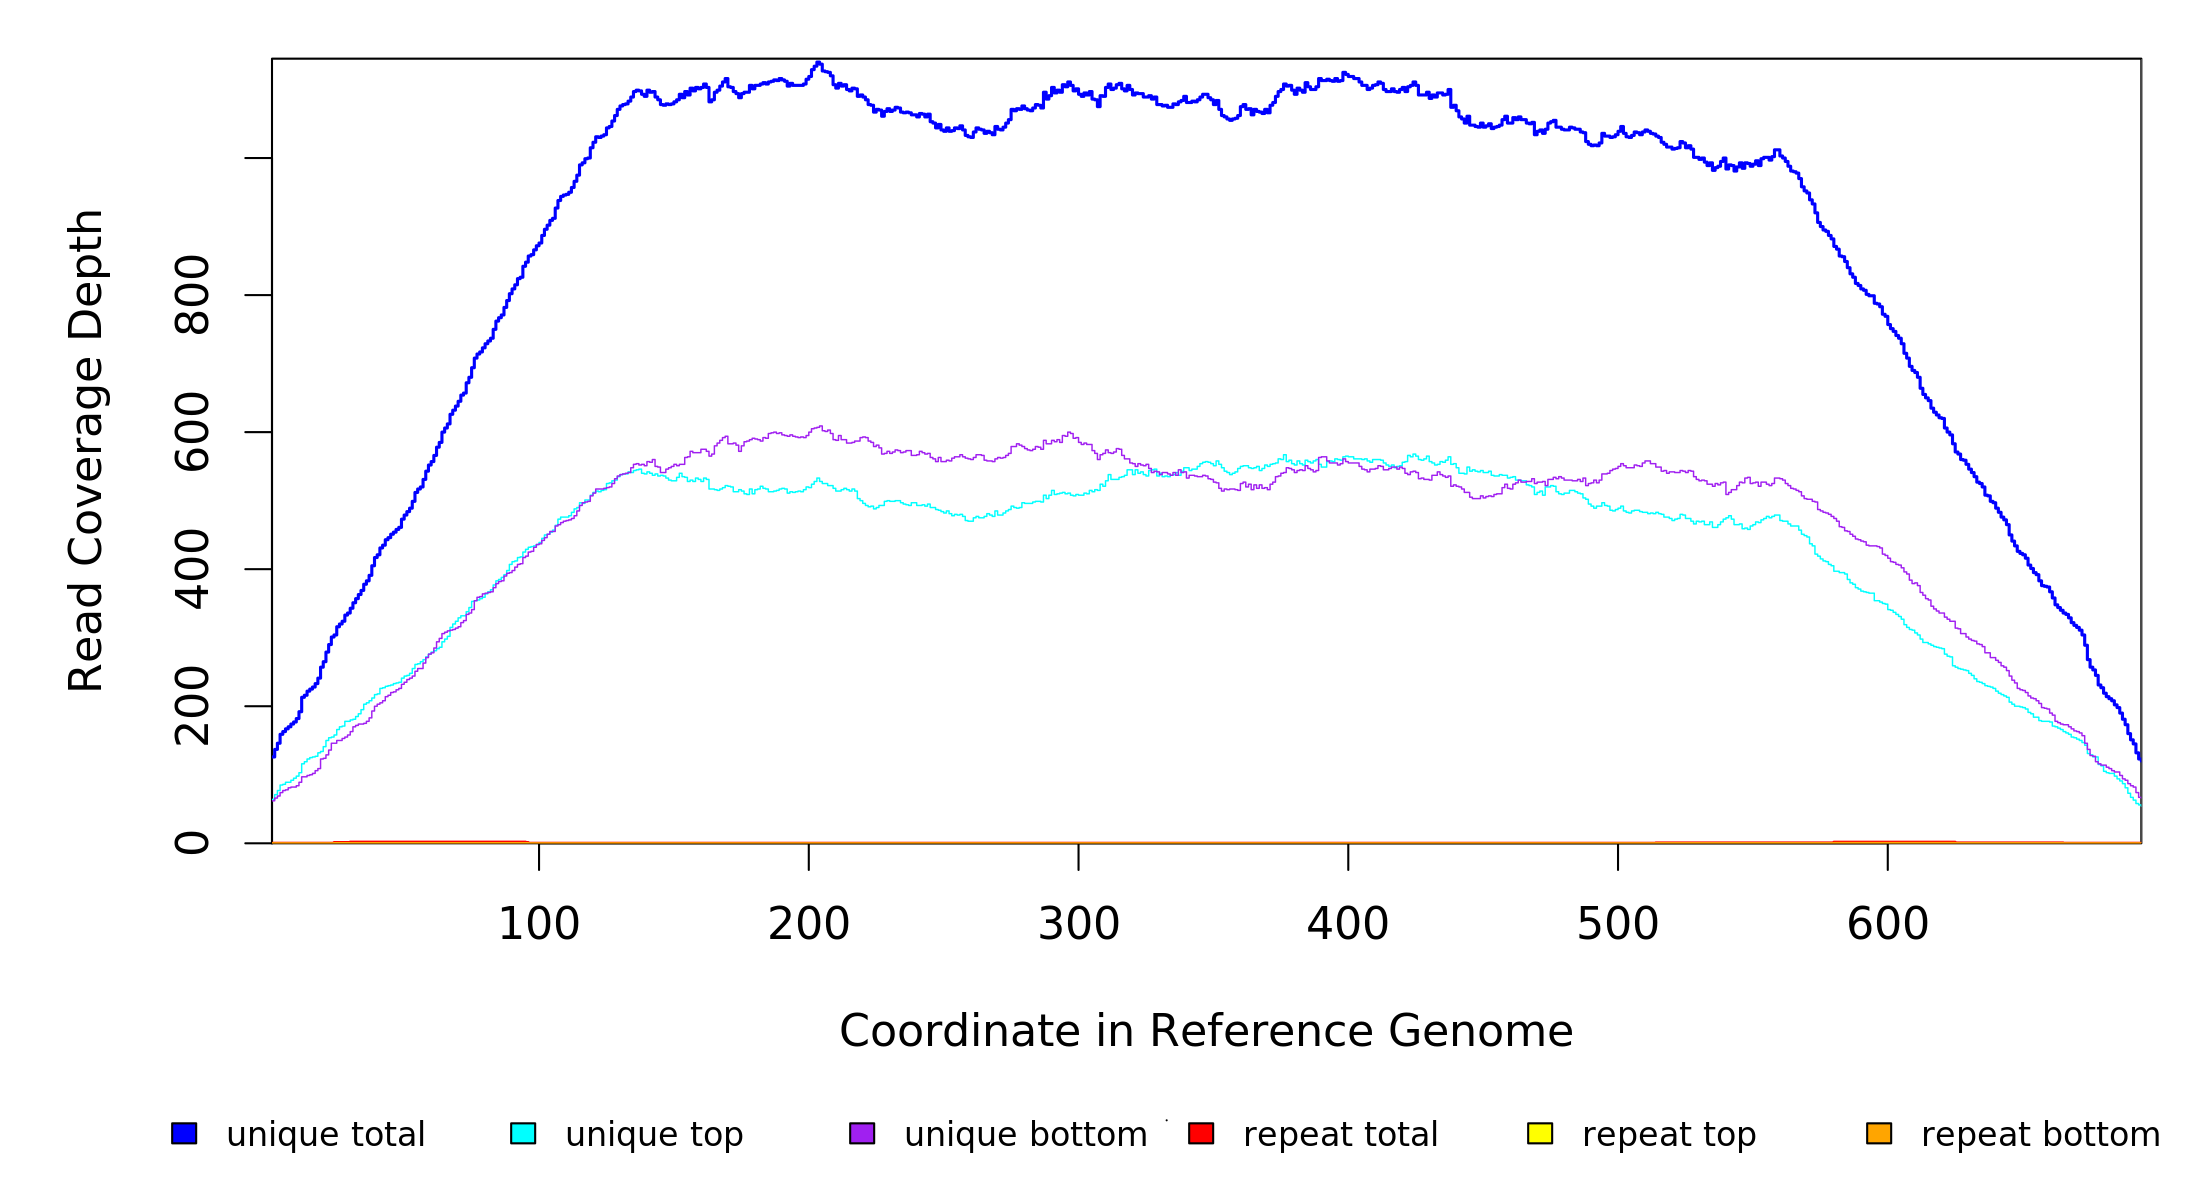 Read Coverage Depth
800
600
400
200
0
100 200 300 400 500 600
Coordinate in Reference Genome
unique total unique top unique bottom repeat total repeat top repeat bottom